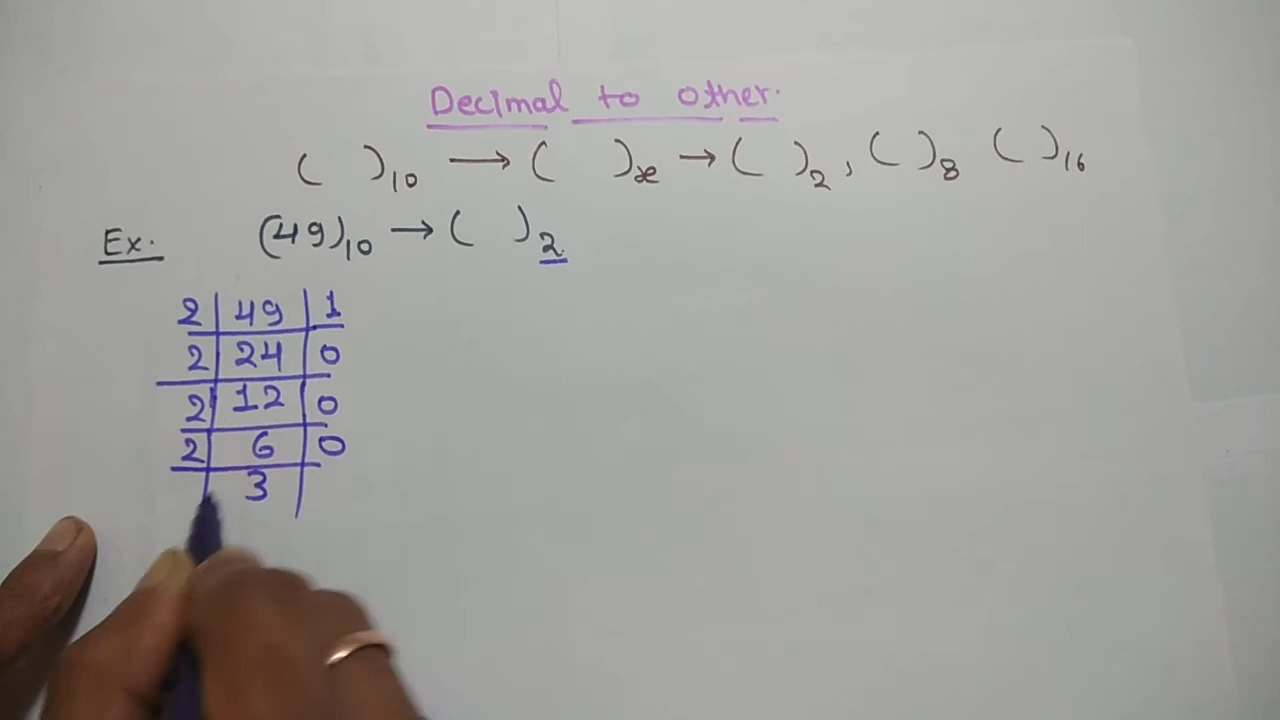 Decimal to other.
( )10 → ( )x → ( )2, ( )8 ( )16
Ex. (49)10 → ( )2.
2 | 49 | 1
2 | 24 | 0
2 | 12 | 0
2 | 6 | 0
| 3 |